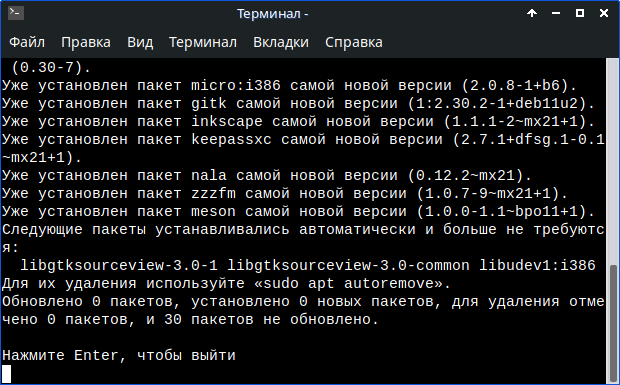 Терминал -
Файл Правка Вид Терминал Вкладки Справка
(0.30-7).
Уже установлен пакет micro:i386 самой новой версии (2.0.8-1+b6).
Уже установлен пакет gitk самой новой версии (1:2.30.2-1+deb11u2).
Уже установлен пакет inkscape самой новой версии (1.1.1-2~mx21+1).
Уже установлен пакет keepassxc самой новой версии (2.7.1+dfsg.1-0.1
~mx21+1).
Уже установлен пакет nala самой новой версии (0.12.2~mx21).
Уже установлен пакет zzzfm самой новой версии (1.0.7-9~mx21+1).
Уже установлен пакет meson самой новой версии (1.0.0-1.1~bpo11+1).
Следующие пакеты устанавливались автоматически и больше не требуютс
я:
libgtksourceview-3.0-1 libgtksourceview-3.0-common libudev1:i386
Для их удаления используйте «sudo apt autoremove».
Обновлено 0 пакетов, установлено 0 новых пакетов, для удаления отме
чено 0 пакетов, и 30 пакетов не обновлено.
Нажмите Enter, чтобы выйти